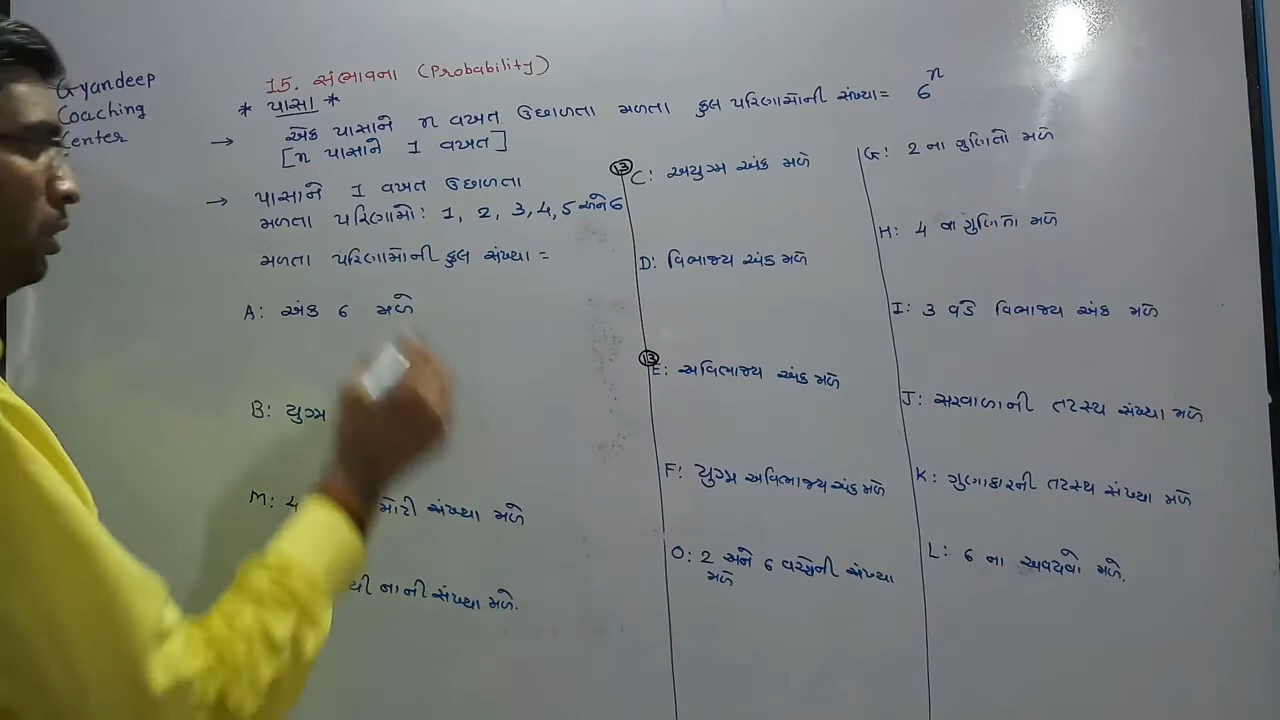 Gyandeep
Coaching
Center
15. સંભાવના (Probability)
* પાસા *
→ એક પાસાને n વખત ઉછાળતા મળતા કુલ પરિણામોની સંખ્યા = 6ⁿ
[n પાસાને 1 વખત]
→ પાસાને 1 વખત ઉછાળતા
મળતા પરિણામો: 1, 2, 3, 4, 5 અને 6
મળતા પરિણામોની કુલ સંખ્યા =
A: અંક 6 મળે
B: યુગ્મ
M: 4 મોટી સંખ્યા મળે
થી નાની સંખ્યા મળે.
13 C: અયુગ્મ અંક મળે
D: વિભાજ્ય અંક મળે
13 E: અવિભાજ્ય અંક મળે
F: યુગ્મ અવિભાજ્ય અંક મળે
O: 2 અને 6 વચ્ચેની સંખ્યા
મળે
G: 2 ના ગુણિતો મળે
H: 4 ના ગુણિતો મળે
I: 3 વડે વિભાજ્ય અંક મળે
J: સરવાળાની તટસ્થ સંખ્યા મળે
K: ગુણાકારની તટસ્થ સંખ્યા મળે
L: 6 ના અવયવો મળે.